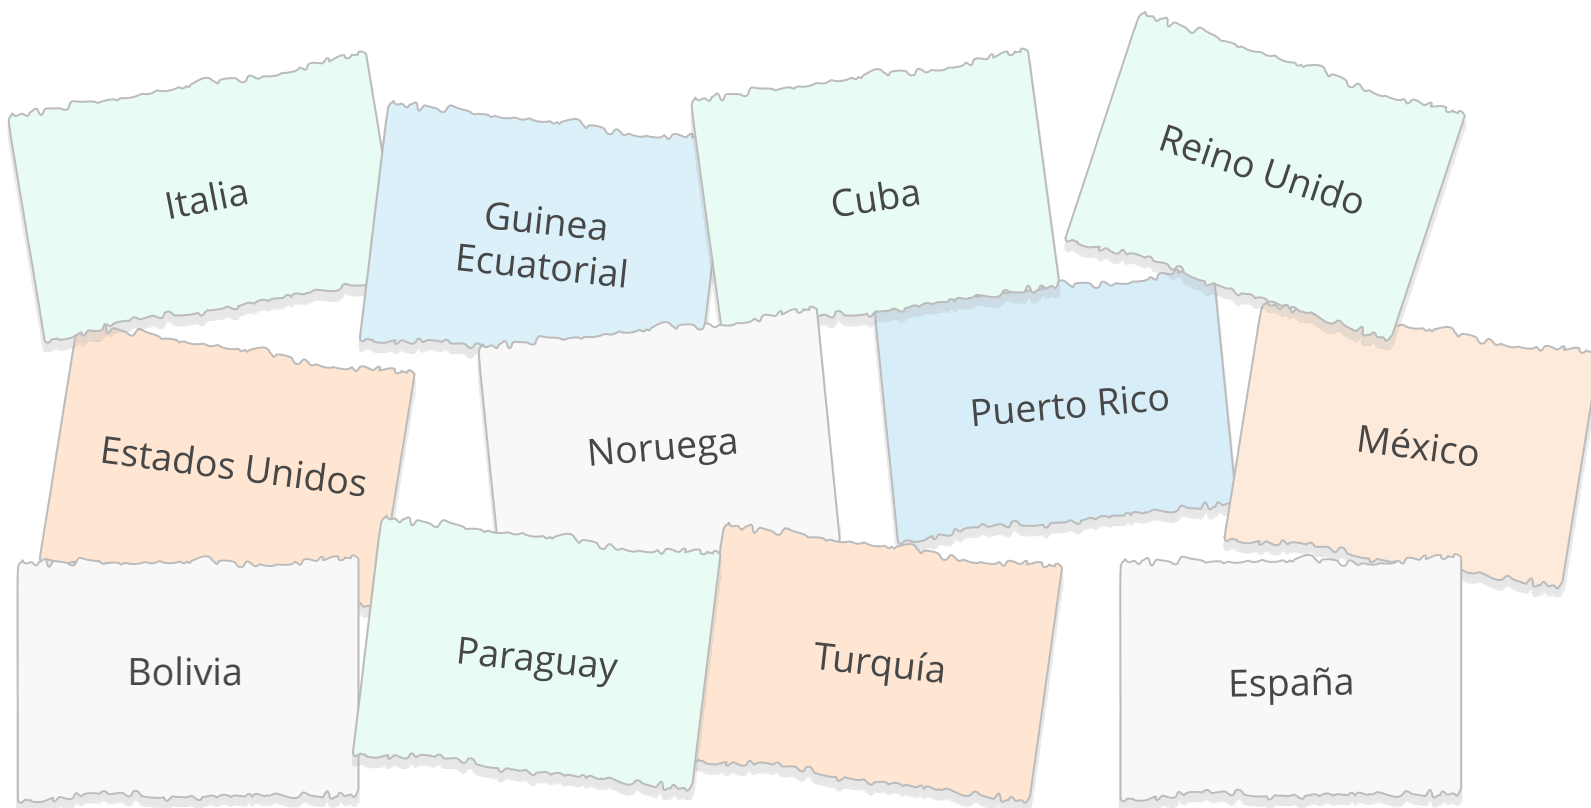 Italia
Guinea
Ecuatorial
Cuba
Reino Unido
Estados Unidos
Noruega
Puerto Rico
México
Bolivia
Paraguay
Turquía
España